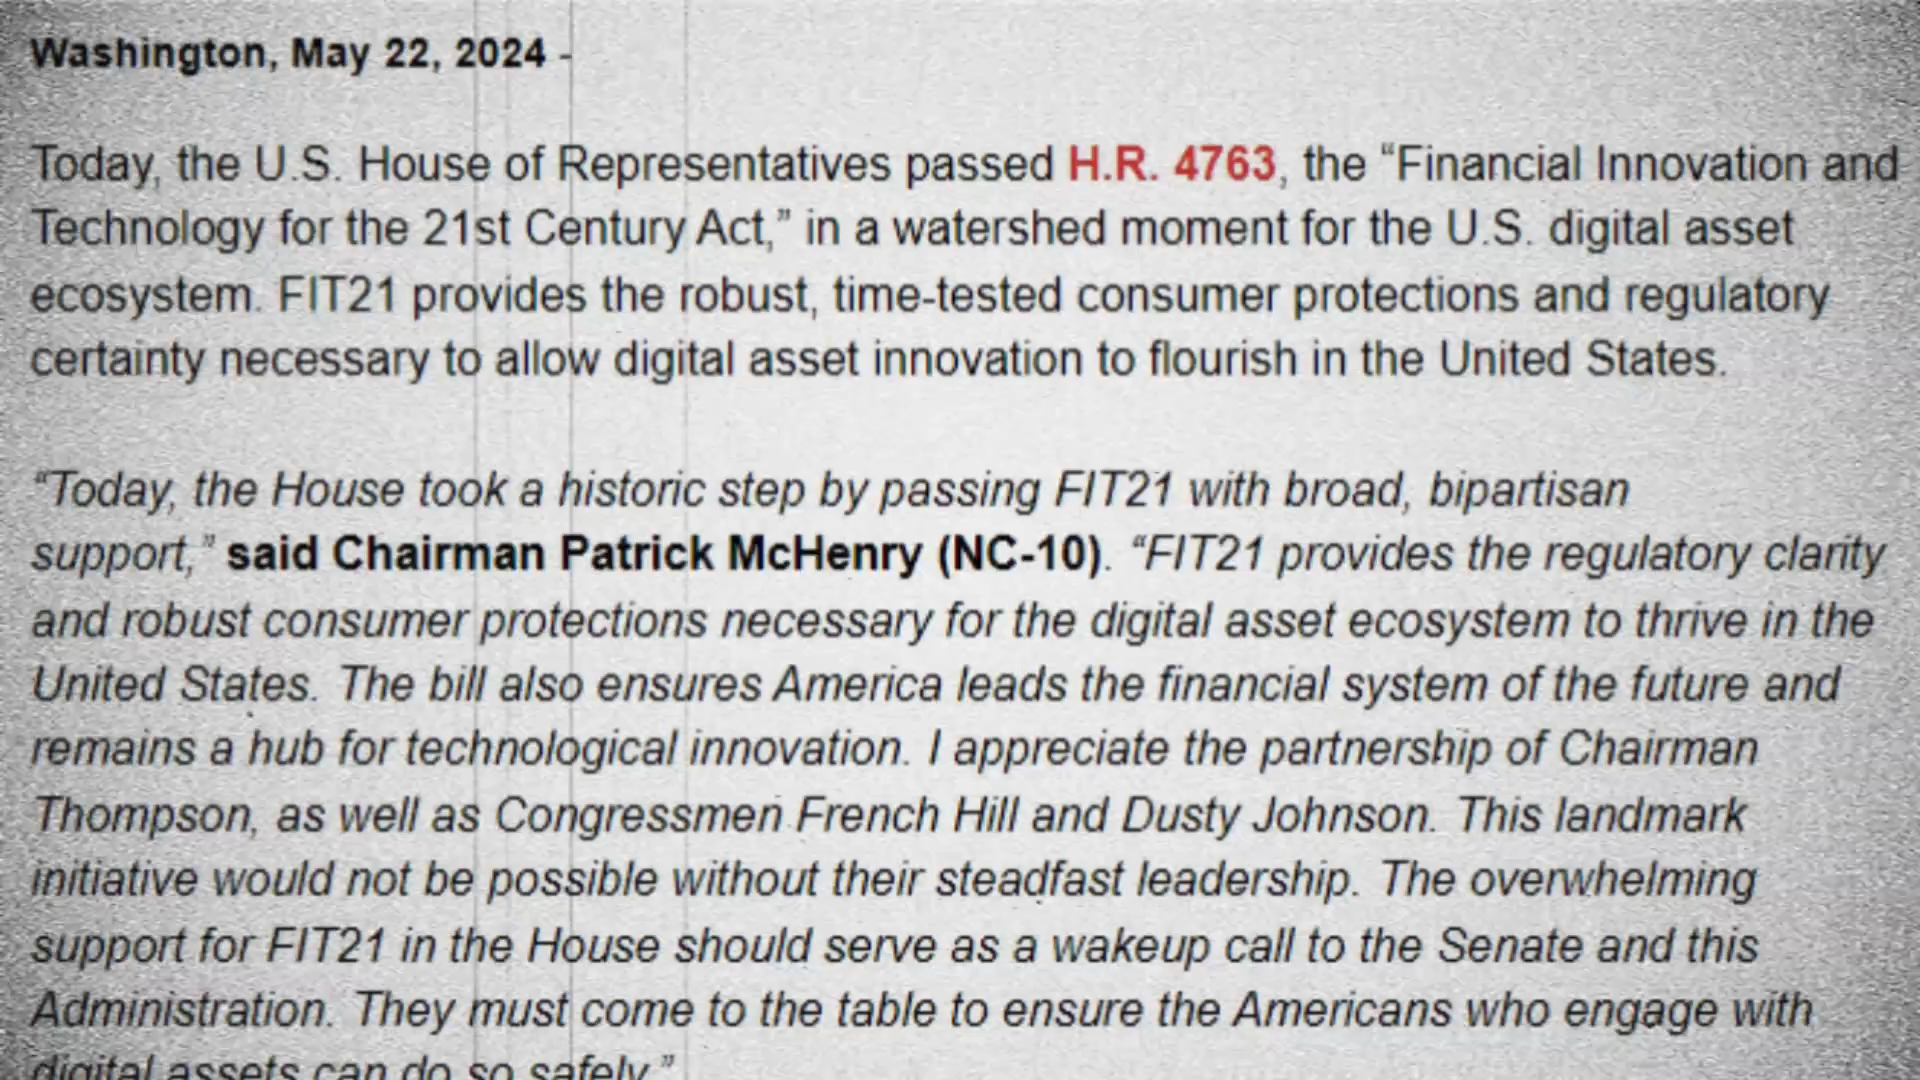 Washington, May 22, 2024 -
Today, the U.S. House of Representatives passed H.R. 4763, the “Financial Innovation and
Technology for the 21st Century Act,” in a watershed moment for the U.S. digital asset
ecosystem. FIT21 provides the robust, time-tested consumer protections and regulatory
certainty necessary to allow digital asset innovation to flourish in the United States.
“Today, the House took a historic step by passing FIT21 with broad, bipartisan
support,” said Chairman Patrick McHenry (NC-10). “FIT21 provides the regulatory clarity
and robust consumer protections necessary for the digital asset ecosystem to thrive in the
United States. The bill also ensures America leads the financial system of the future and
remains a hub for technological innovation. I appreciate the partnership of Chairman
Thompson, as well as Congressmen French Hill and Dusty Johnson. This landmark
initiative would not be possible without their steadfast leadership. The overwhelming
support for FIT21 in the House should serve as a wakeup call to the Senate and this
Administration. They must come to the table to ensure the Americans who engage with
digital assets can do so safely.”